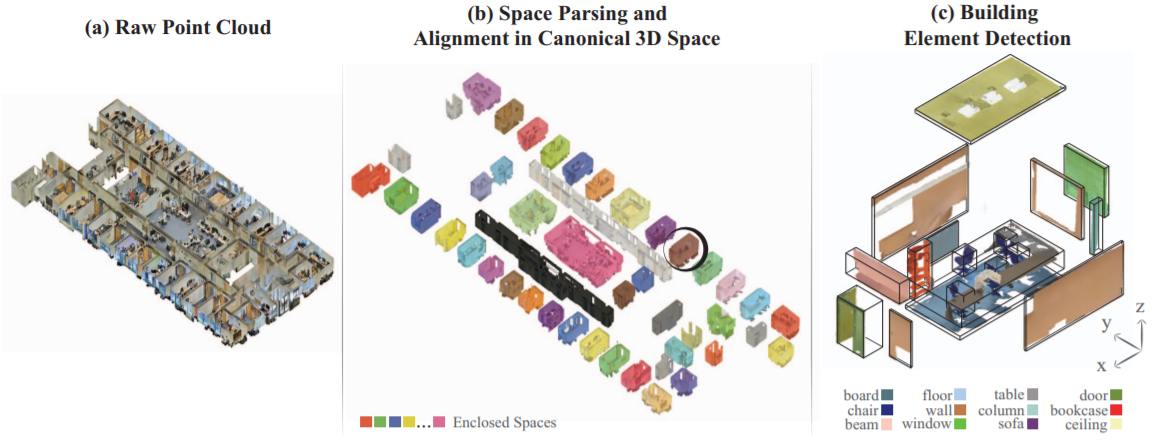 (a) Raw Point Cloud
(b) Space Parsing and
Alignment in Canonical 3D Space
(c) Building
Element Detection
... Enclosed Spaces
z
y
x
board floor table door
chair wall column bookcase
beam window sofa ceiling